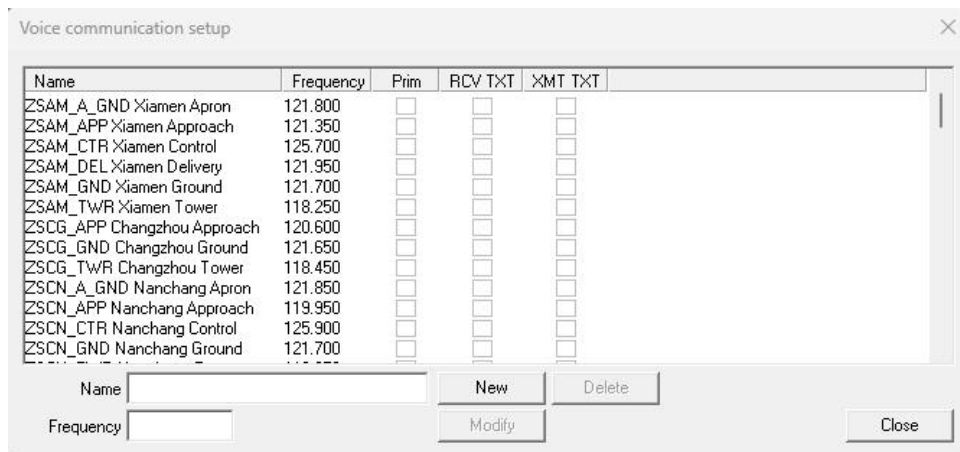 Voice communication setup
Name Frequency Prim RCV TXT XMT TXT
ZSAM_A_GND Xiamen Apron 121.800
ZSAM_APP Xiamen Approach 121.350
ZSAM_CTR Xiamen Control 125.700
ZSAM_DEL Xiamen Delivery 121.950
ZSAM_GND Xiamen Ground 121.700
ZSAM_TWR Xiamen Tower 118.250
ZSCG_APP Changzhou Approach 120.600
ZSCG_GND Changzhou Ground 121.650
ZSCG_TWR Changzhou Tower 118.450
ZSCN_A_GND Nanchang Apron 121.850
ZSCN_APP Nanchang Approach 119.950
ZSCN_CTR Nanchang Control 125.900
ZSCN_GND Nanchang Ground 121.700
Name New Delete
Frequency Modify Close